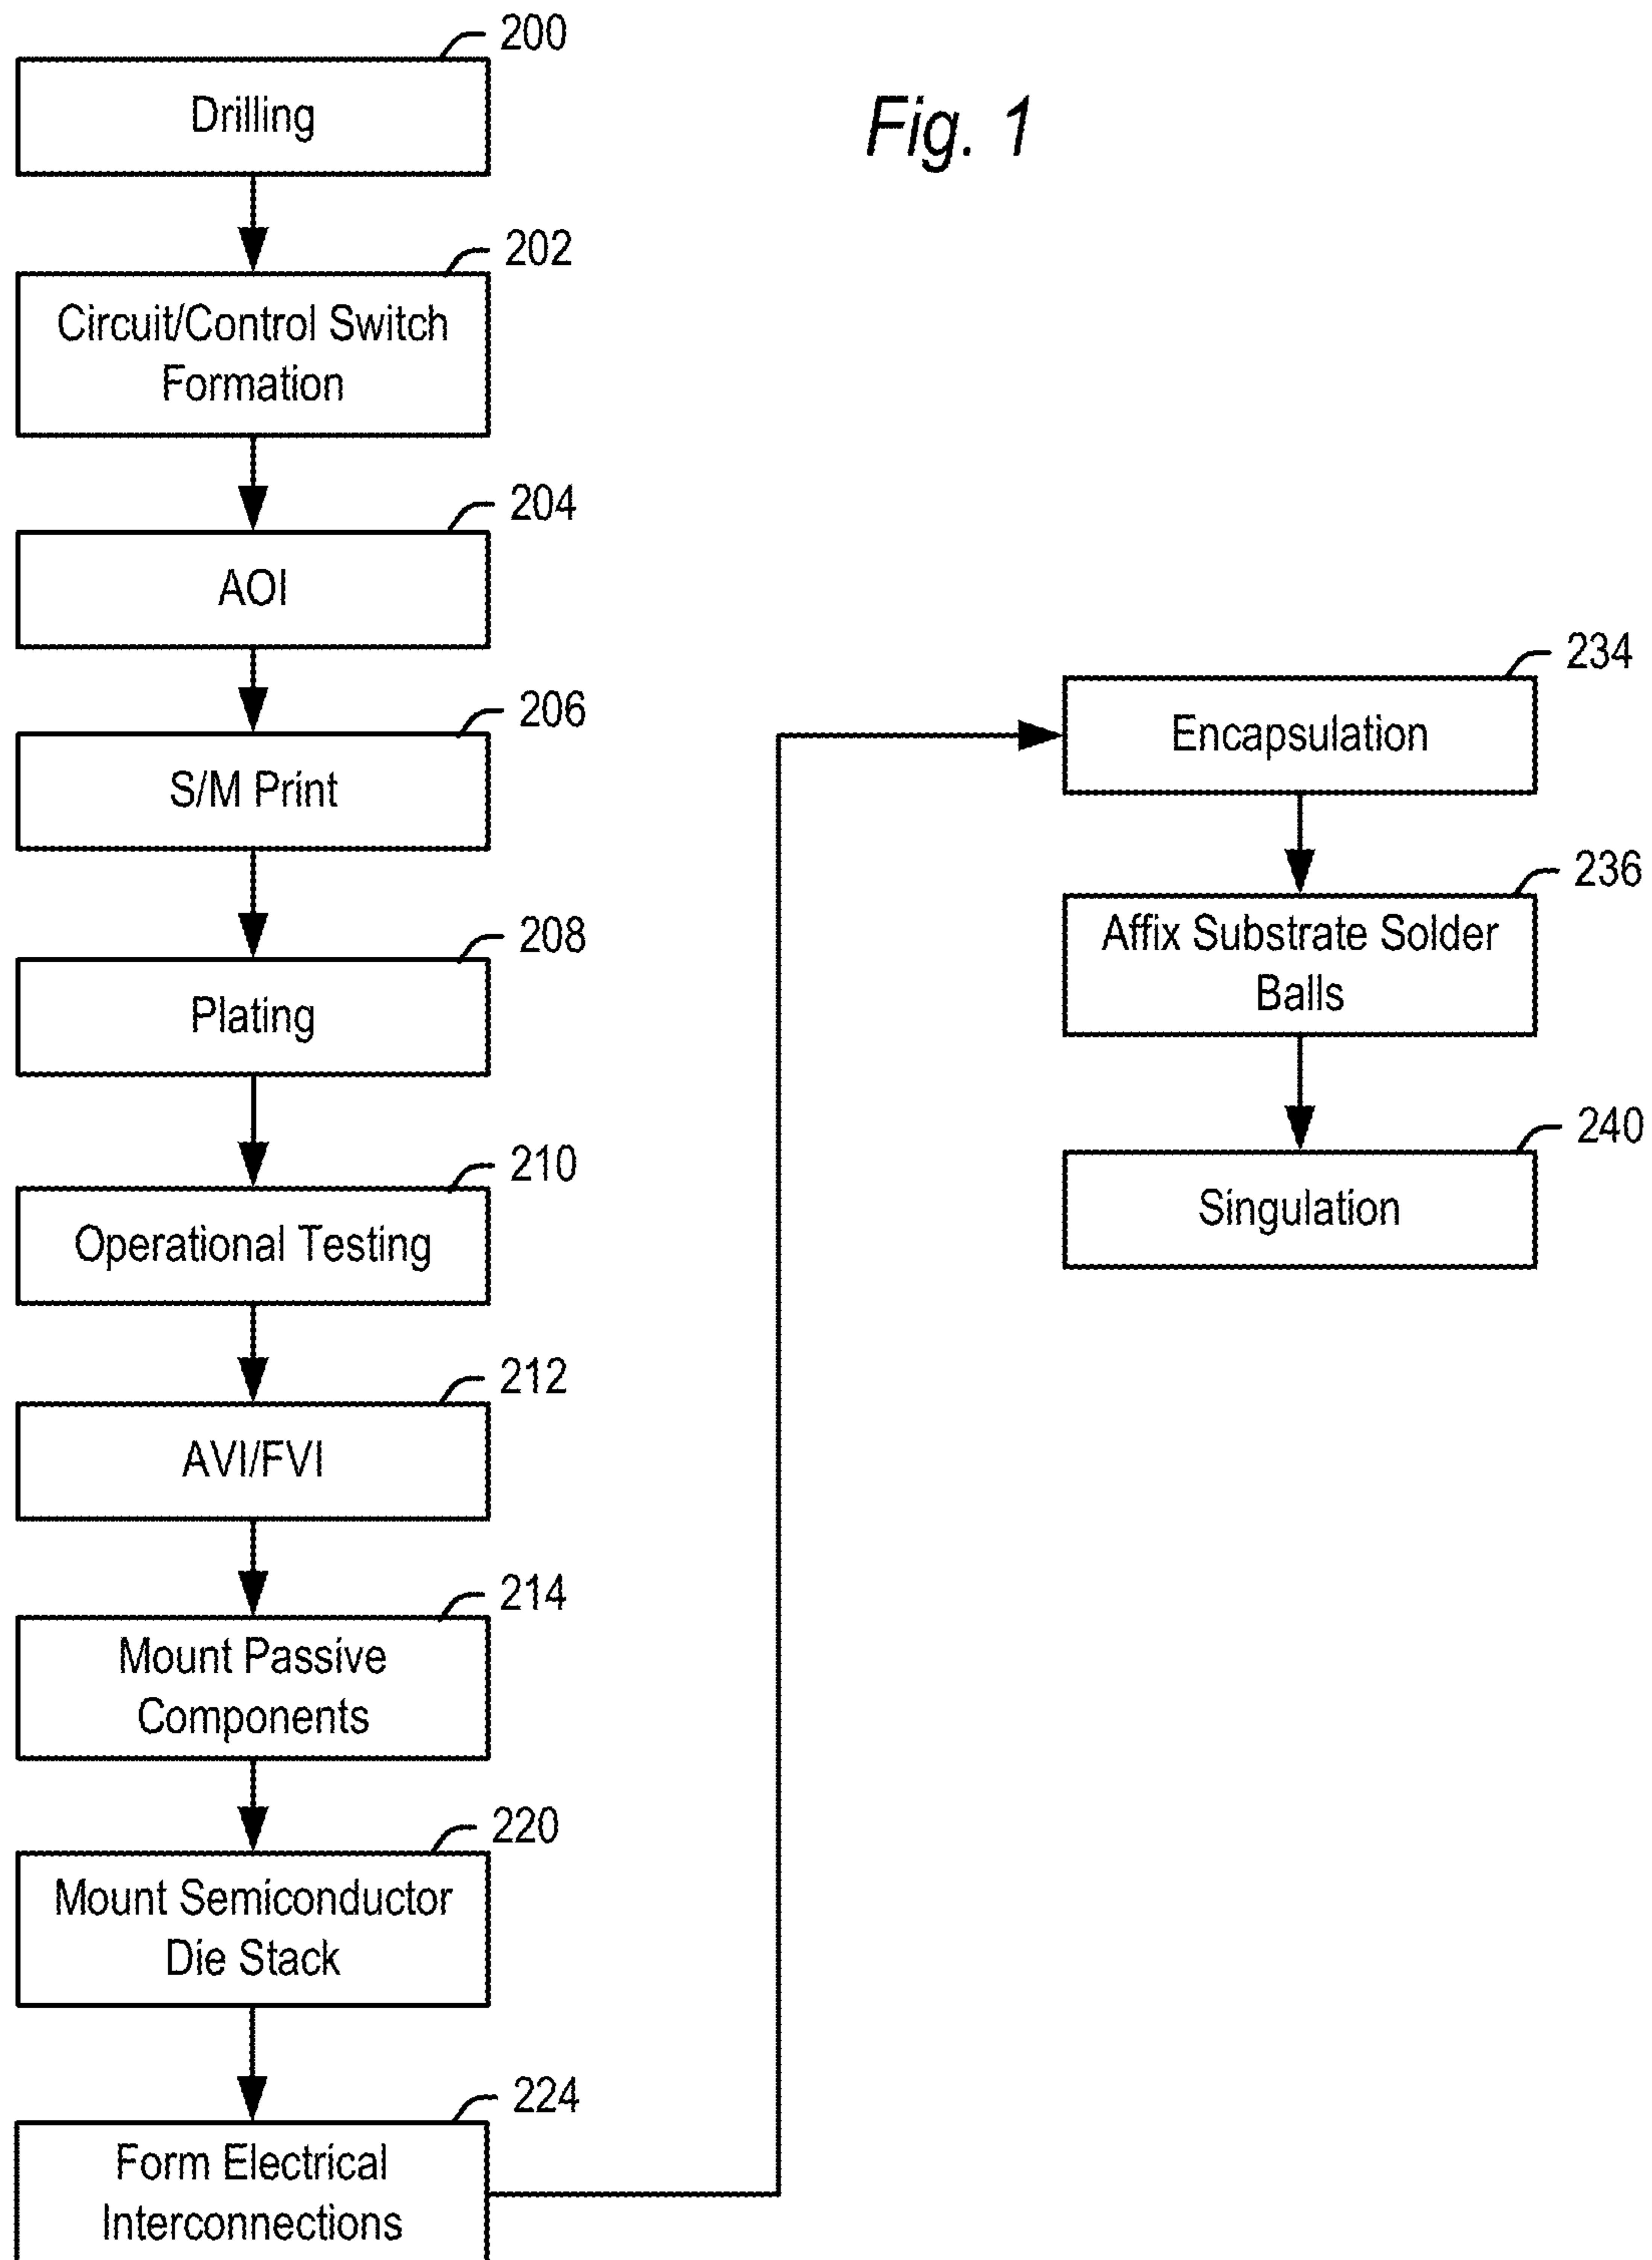 Fig. 1
200
Drilling
202
Circuit/Control Switch
Formation
204
AOI
206
S/M Print
208
Plating
210
Operational Testing
212
AVI/FVI
214
Mount Passive
Components
220
Mount Semiconductor
Die Stack
224
Form Electrical
Interconnections
234
Encapsulation
236
Affix Substrate Solder
Balls
240
Singulation